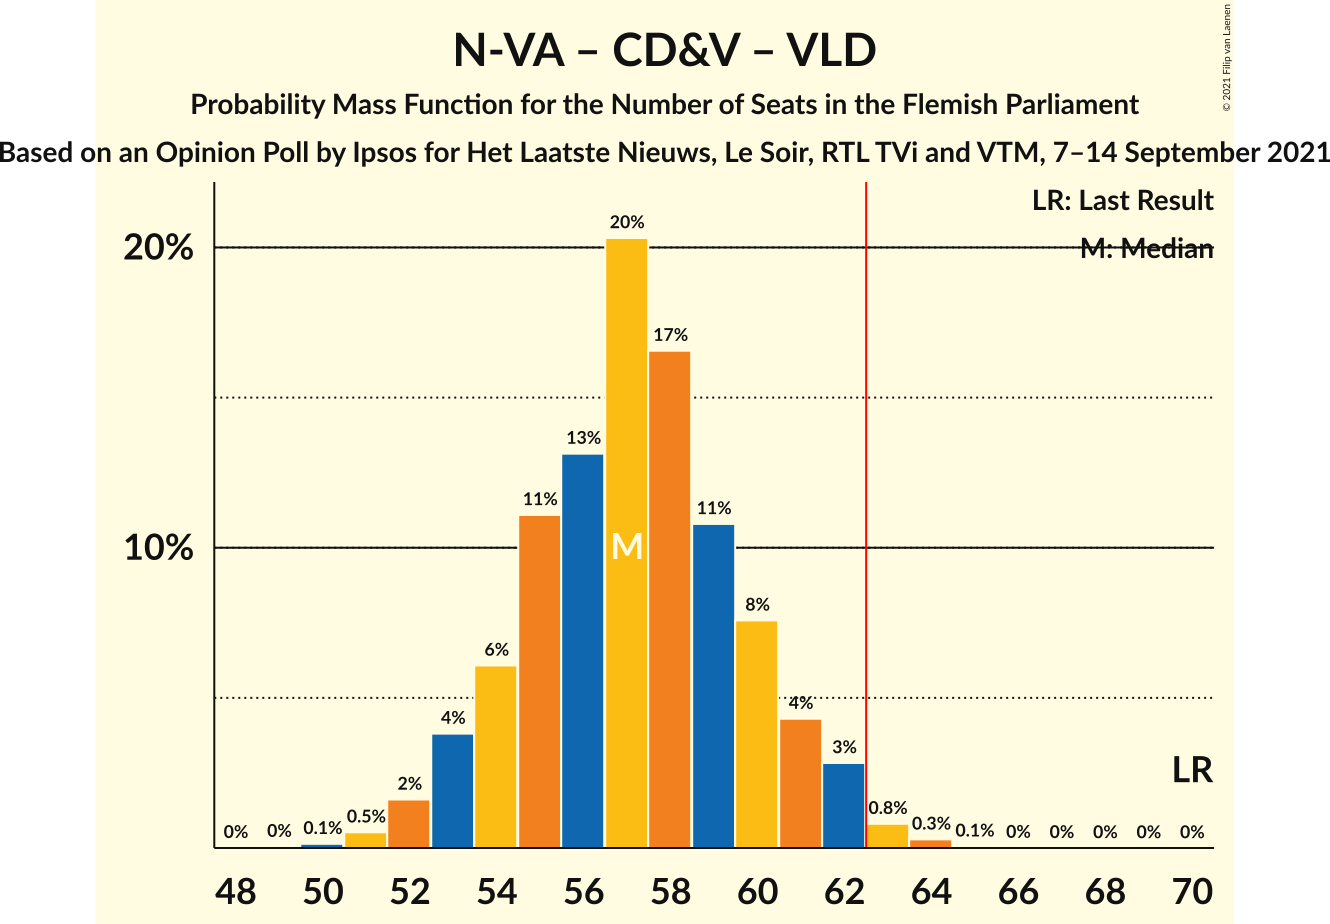 N-VA – CD&V – VLD
Probability Mass Function for the Number of Seats in the Flemish Parliament
Based on an Opinion Poll by Ipsos for Het Laatste Nieuws, Le Soir, RTL TVi and VTM, 7–14 September 2021
© 2021 Filip van Laenen
LR: Last Result
M: Median
20%
10%
0%
0%
0.1%
0.5%
2%
4%
6%
11%
13%
20%
17%
11%
8%
4%
3%
0.8%
0.3%
0.1%
0%
0%
0%
0%
0%
M
LR
48 50 52 54 56 58 60 62 64 66 68 70